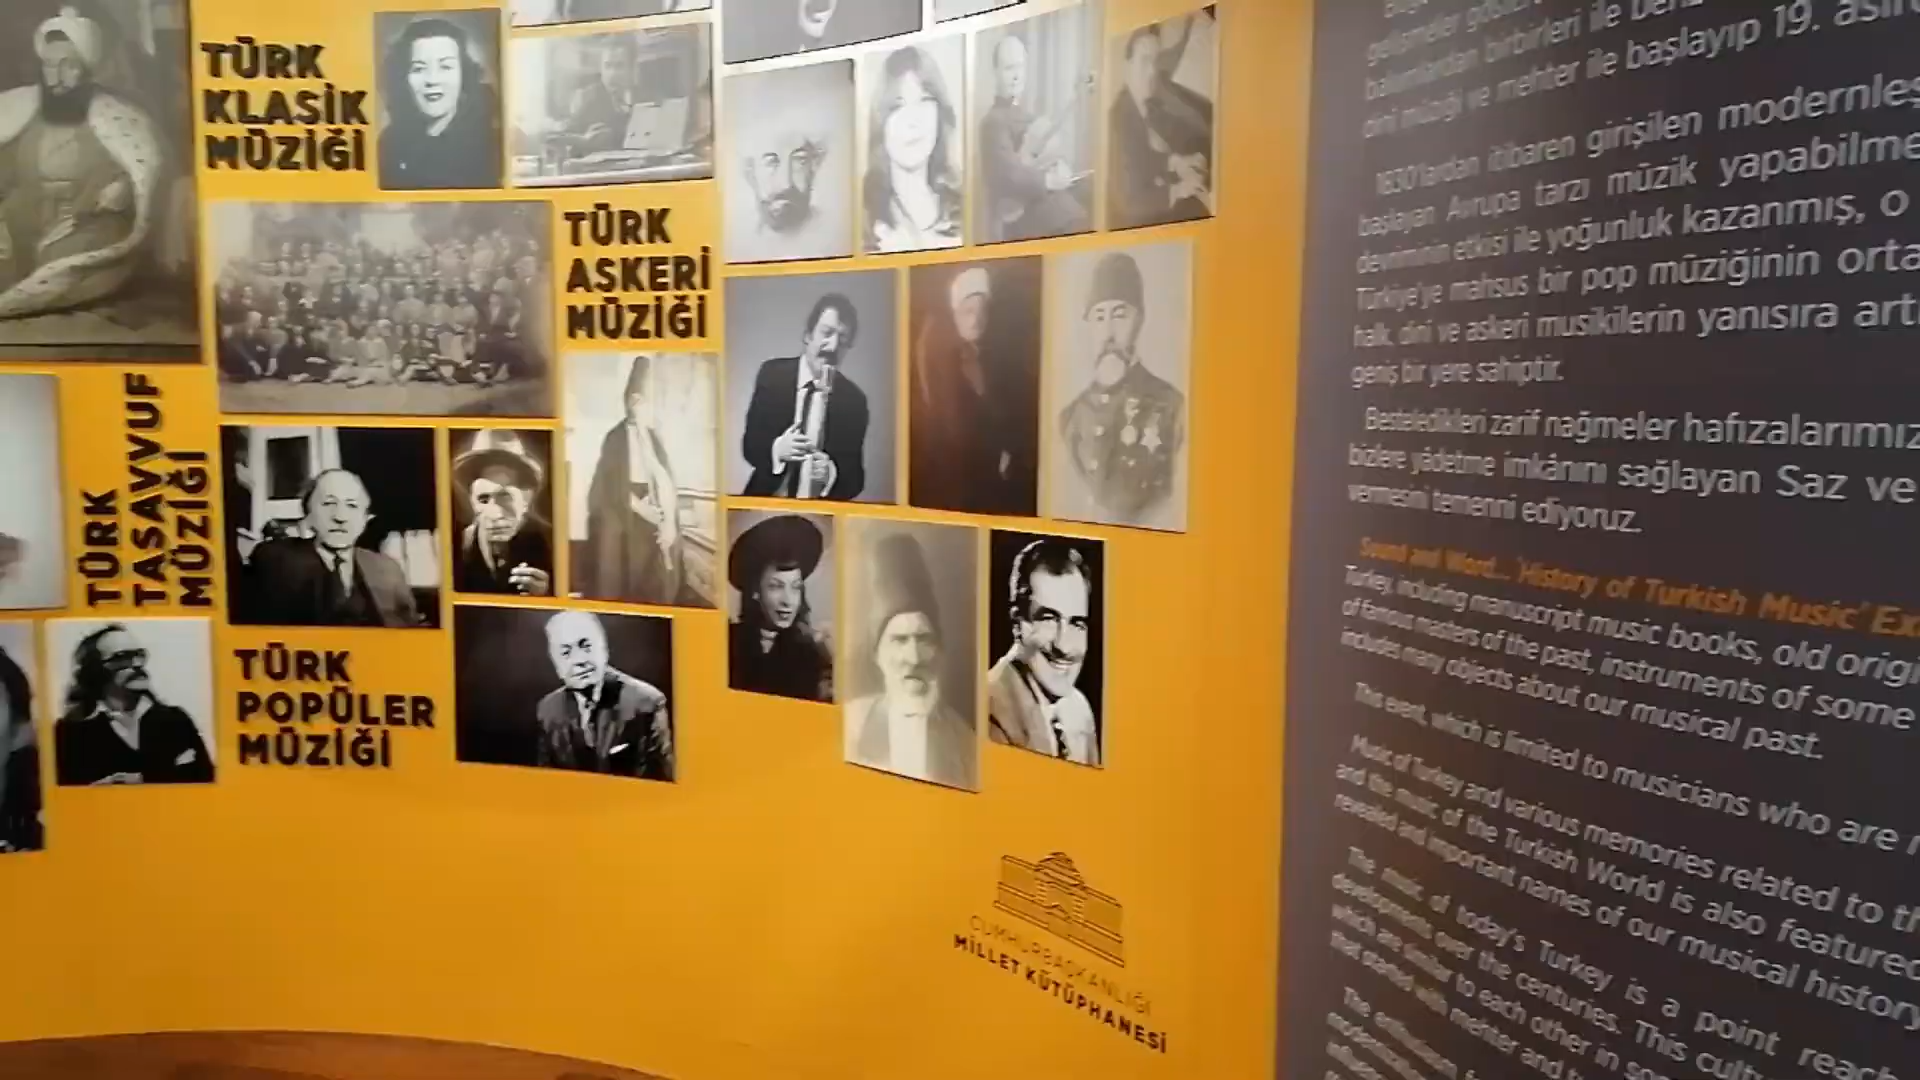 TÜRK
KLASİK
MÜZİĞİ
TÜRK
ASKERİ
MÜZİĞİ
TÜRK
TASAVVUF
MÜZİĞİ
TÜRK
POPÜLER
MÜZİĞİ
CUMHURBAŞKANLIĞI
MİLLET KÜTÜPHANESİ
birbirleri ile
dini müziği ve mehter ile başlayıp 19. asır
1830'lardan itibaren girişilen modernleş
başlayan Avrupa tarzı müzik yapabilme
devriminin etkisi ile yoğunluk kazanmış, o
Türkiye'ye mahsus bir pop müziğinin orta
halk, dini ve askeri musikilerin yanısıra art
geniş bir yere sahiptir.
Besteledikleri zarif nağmeler hafızalarımız
bizlere yâdetme imkânını sağlayan Saz ve
vermesini temenni ediyoruz.
Sound and Word... 'History of Turkish Music' Ex
Turkey, including manuscript music books, old origi
of famous masters of the past, instruments of some
includes many objects about our musical past.
This event, which is limited to musicians who are
Music of Turkey and various memories related to th
and the music of the Turkish World is also featured
revealed and important names of our musical history
The music of today's Turkey is a point reach
developments over the centuries. This cultu
which are similar to each other in som
that started with mehter and
The enthusiasm